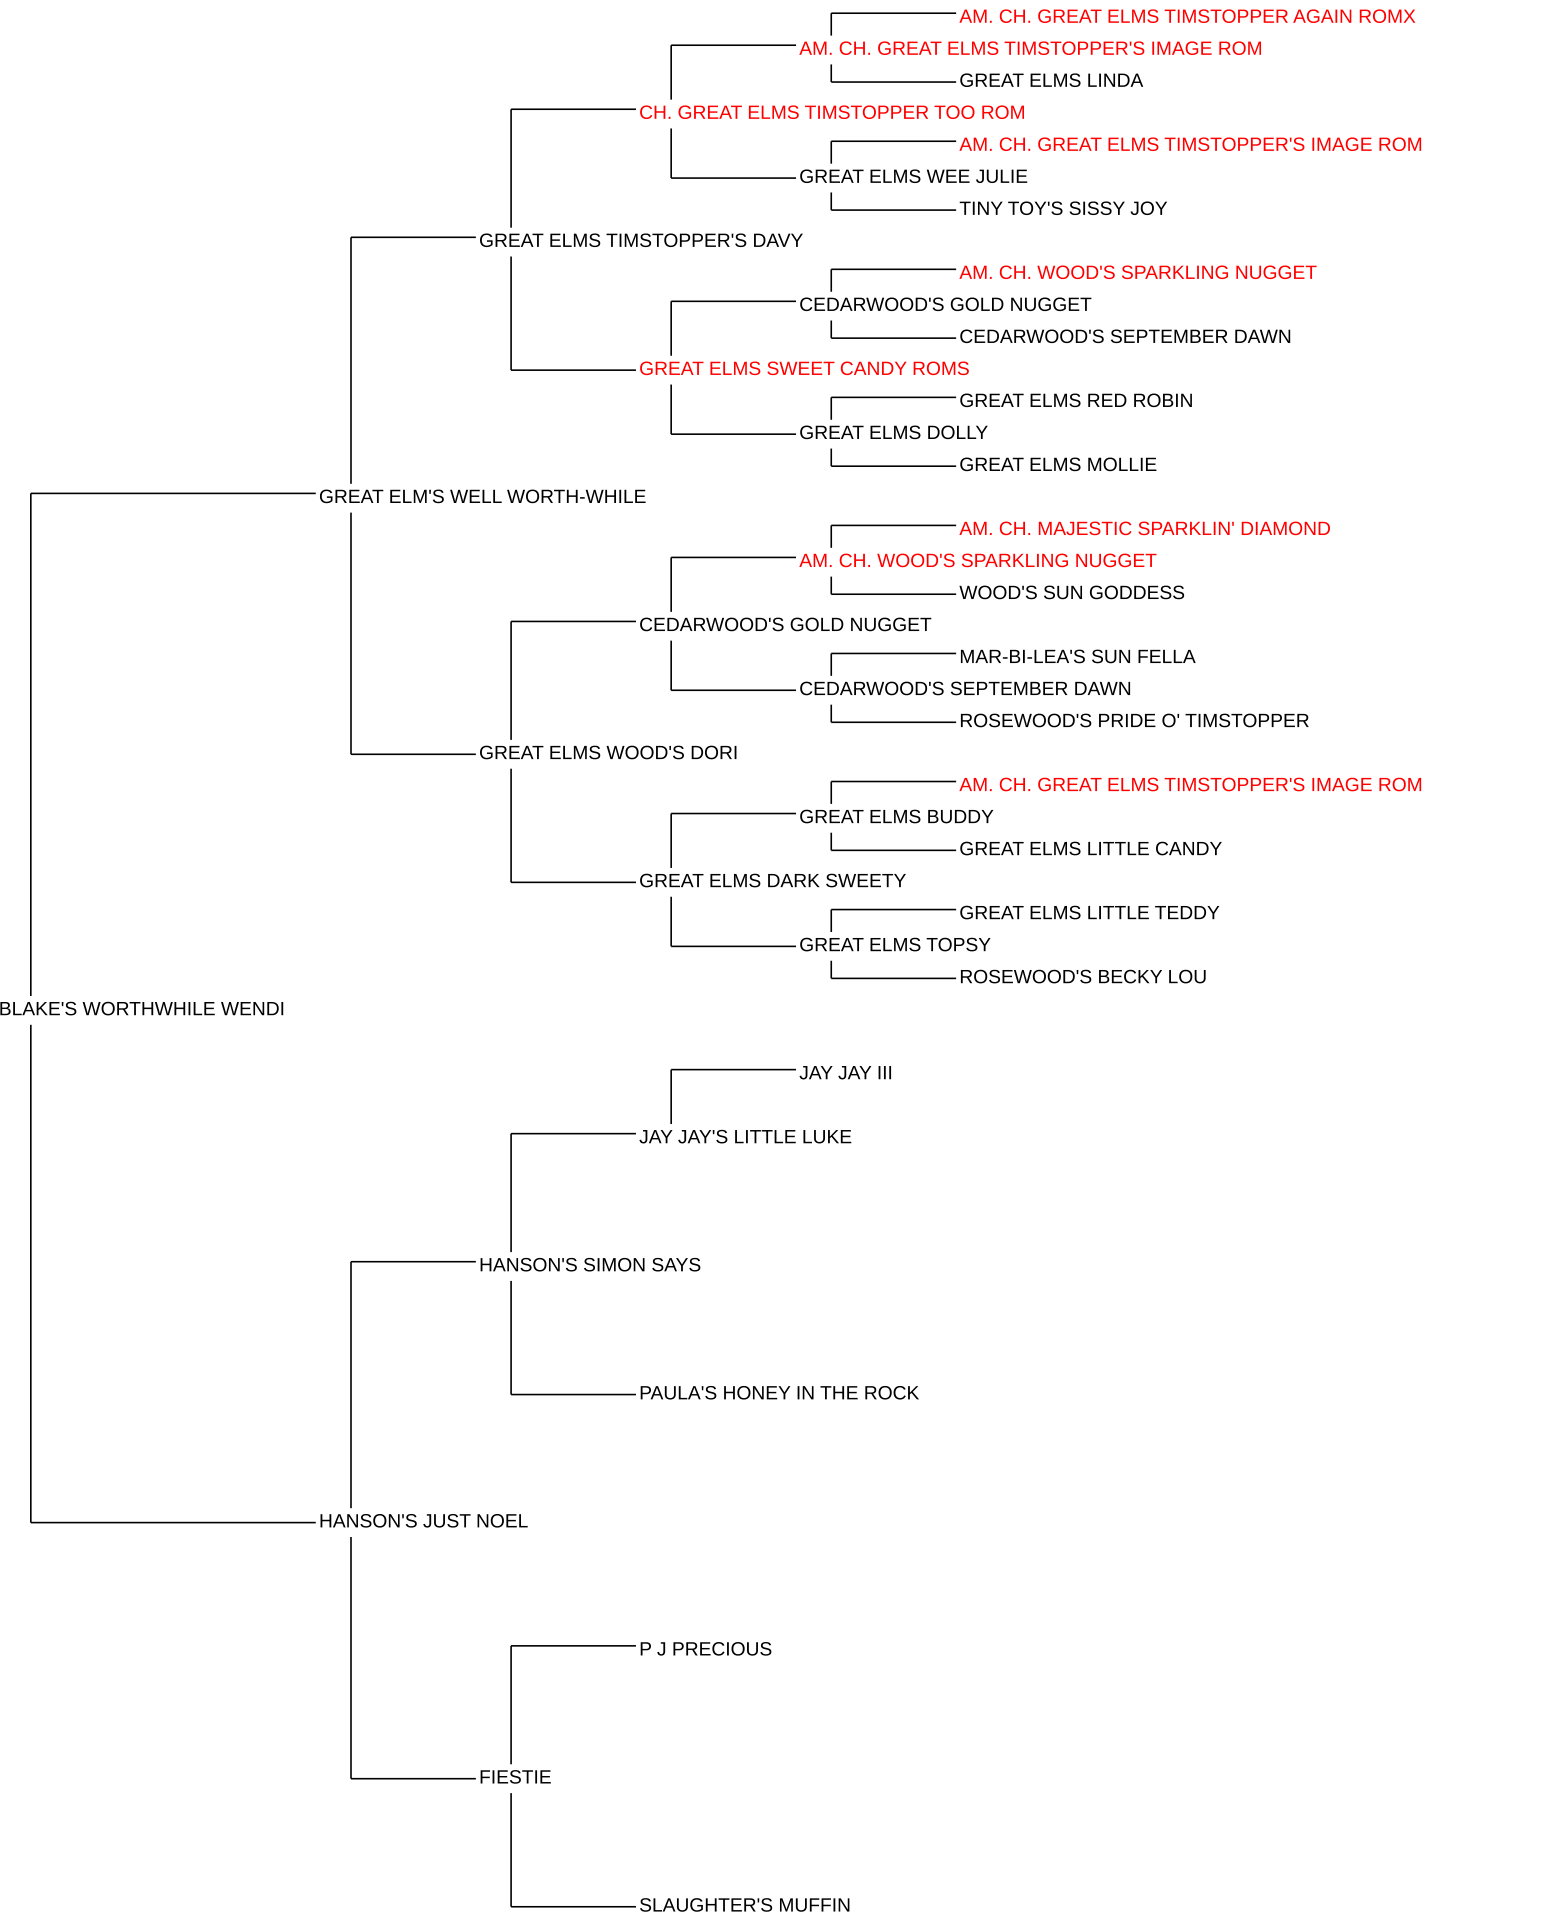 AM. CH. GREAT ELMS TIMSTOPPER AGAIN ROMX
AM. CH. GREAT ELMS TIMSTOPPER'S IMAGE ROM
GREAT ELMS LINDA
CH. GREAT ELMS TIMSTOPPER TOO ROM
AM. CH. GREAT ELMS TIMSTOPPER'S IMAGE ROM
GREAT ELMS WEE JULIE
TINY TOY'S SISSY JOY
GREAT ELMS TIMSTOPPER'S DAVY
AM. CH. WOOD'S SPARKLING NUGGET
CEDARWOOD'S GOLD NUGGET
CEDARWOOD'S SEPTEMBER DAWN
GREAT ELMS SWEET CANDY ROMS
GREAT ELMS RED ROBIN
GREAT ELMS DOLLY
GREAT ELMS MOLLIE
GREAT ELM'S WELL WORTH-WHILE
AM. CH. MAJESTIC SPARKLIN' DIAMOND
AM. CH. WOOD'S SPARKLING NUGGET
WOOD'S SUN GODDESS
CEDARWOOD'S GOLD NUGGET
MAR-BI-LEA'S SUN FELLA
CEDARWOOD'S SEPTEMBER DAWN
ROSEWOOD'S PRIDE O' TIMSTOPPER
GREAT ELMS WOOD'S DORI
AM. CH. GREAT ELMS TIMSTOPPER'S IMAGE ROM
GREAT ELMS BUDDY
GREAT ELMS LITTLE CANDY
GREAT ELMS DARK SWEETY
GREAT ELMS LITTLE TEDDY
GREAT ELMS TOPSY
ROSEWOOD'S BECKY LOU
BLAKE'S WORTHWHILE WENDI
JAY JAY III
JAY JAY'S LITTLE LUKE
HANSON'S SIMON SAYS
PAULA'S HONEY IN THE ROCK
HANSON'S JUST NOEL
P J PRECIOUS
FIESTIE
SLAUGHTER'S MUFFIN